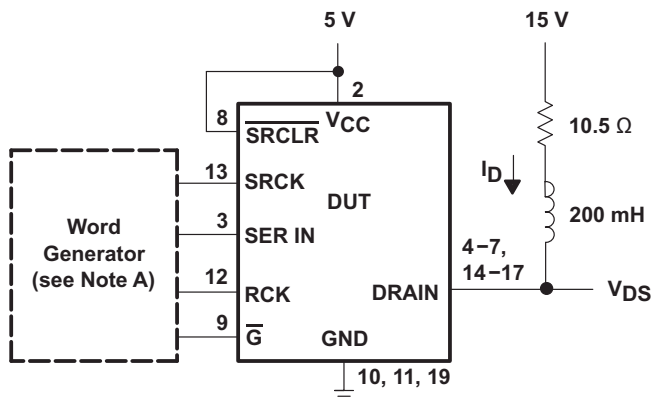 5 V
15 V
2
8
SRCLR
VCC
10.5 Ω
13
SRCK
ID
DUT
Word
Generator
(see Note A)
3
SER IN
200 mH
4–7,
14–17
12
RCK
DRAIN
VDS
9
G
GND
10, 11, 19